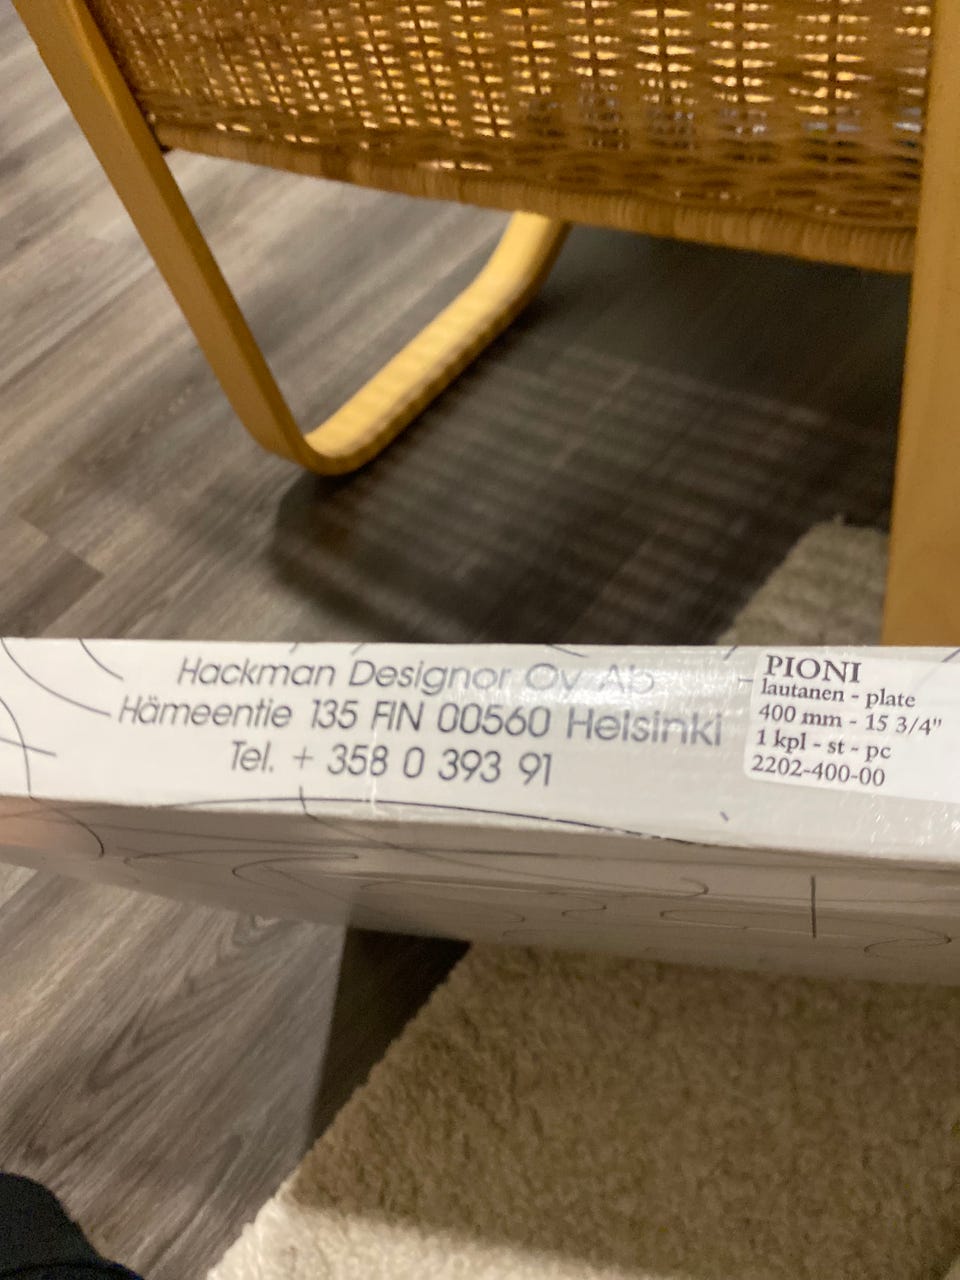 Hackman Designor Oy Ab
Hämeentie 135 FIN 00560 Helsinki
Tel. + 358 0 393 91
PIONI
lautanen - plate
400 mm - 15 3/4"
1 kpl - st - pc
2202-400-00